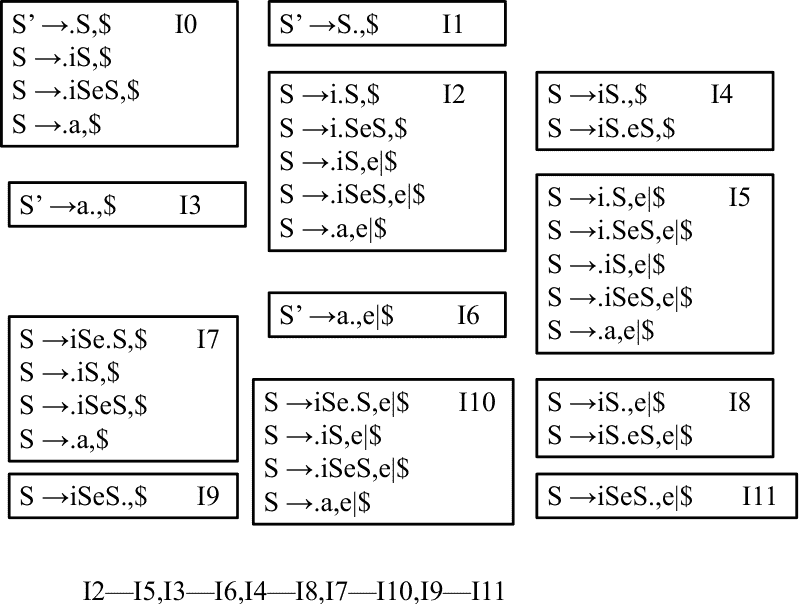 S’ →.S,$ I0
S →.iS,$
S →.iSeS,$
S →.a,$
S’ →S.,$ I1
S →i.S,$ I2
S →i.SeS,$
S →.iS,e|$
S →.iSeS,e|$
S →.a,e|$
S’ →a.,$ I3
S →iS.,$ I4
S →iS.eS,$
S →i.S,e|$ I5
S →i.SeS,e|$
S →.iS,e|$
S →.iSeS,e|$
S →.a,e|$
S’ →a.,e|$ I6
S →iSe.S,$ I7
S →.iS,$
S →.iSeS,$
S →.a,$
S →iS.,e|$ I8
S →iS.eS,e|$
S →iSeS.,$ I9
S →iSe.S,e|$ I10
S →.iS,e|$
S →.iSeS,e|$
S →.a,e|$
S →iSeS.,e|$ I11
I2—I5,I3—I6,I4—I8,I7—I10,I9—I11